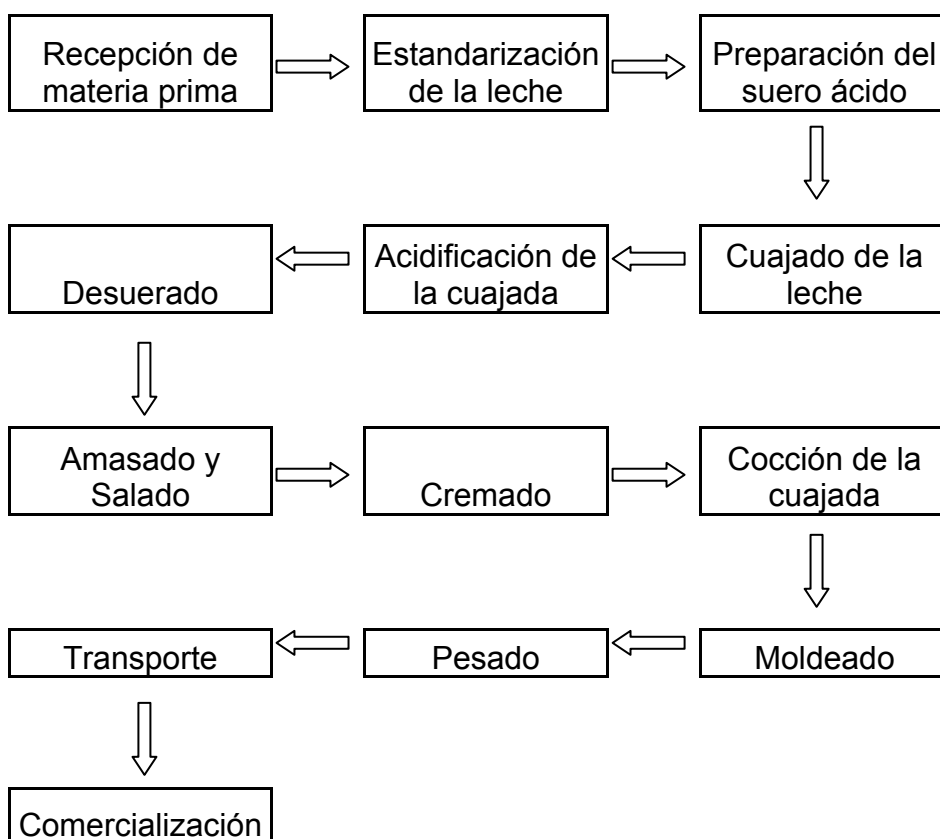 Recepción de
materia prima
Estandarización
de la leche
Preparación del
suero ácido
Cuajado de la
leche
Acidificación de
la cuajada
Desuerado
Amasado y
Salado
Cremado
Cocción de la
cuajada
Moldeado
Pesado
Transporte
Comercialización